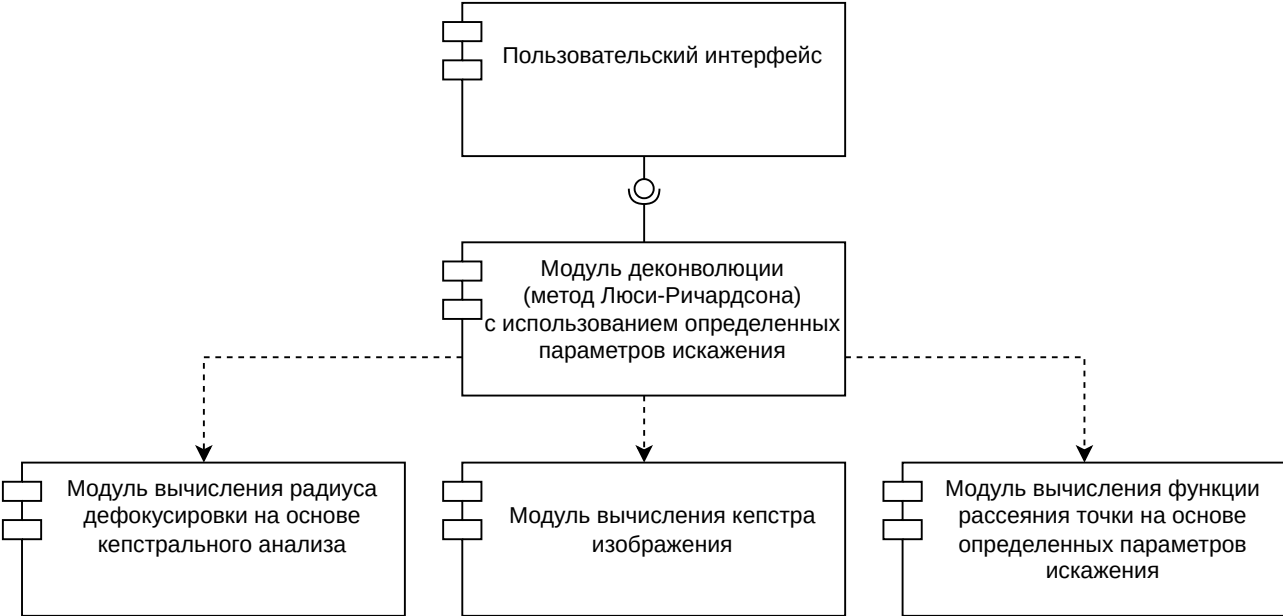 Пользовательский интерфейс
Модуль деконволюции
(метод Люси-Ричардсона)
с использованием определенных
параметров искажения
Модуль вычисления радиуса
дефокусировки на основе
кепстрального анализа
Модуль вычисления кепстра
изображения
Модуль вычисления функции
рассеяния точки на основе
определенных параметров
искажения